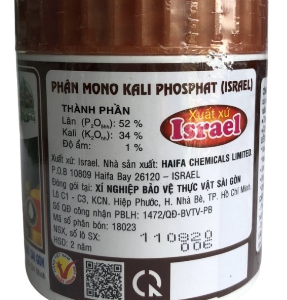 PHÂN MONO KALI PHOSPHAT (ISRAEL)
THÀNH PHẦN
Lân (P₂O₅hh): 52 %
Kali (K₂Ohh): 34 %
Độ ẩm: 1 %
Xuất xứ
Israel
Xuất xứ: Israel. Nhà sản xuất: HAIFA CHEMICALS LIMITED.
P.O.B 10809 Haifa Bay 26120 – ISRAEL
Đóng gói tại: XÍ NGHIỆP BẢO VỆ THỰC VẬT SÀI GÒN
Lô C1 - C3, KCN. Hiệp Phước, H. Nhà Bè, TP. Hồ Chí Minh.
Số QĐ công nhận PBLH: 1472/QĐ-BVTV-PB
Mã số phân bón: 18023
NSX, số lô SX: 110820
006
HSD: 2 năm